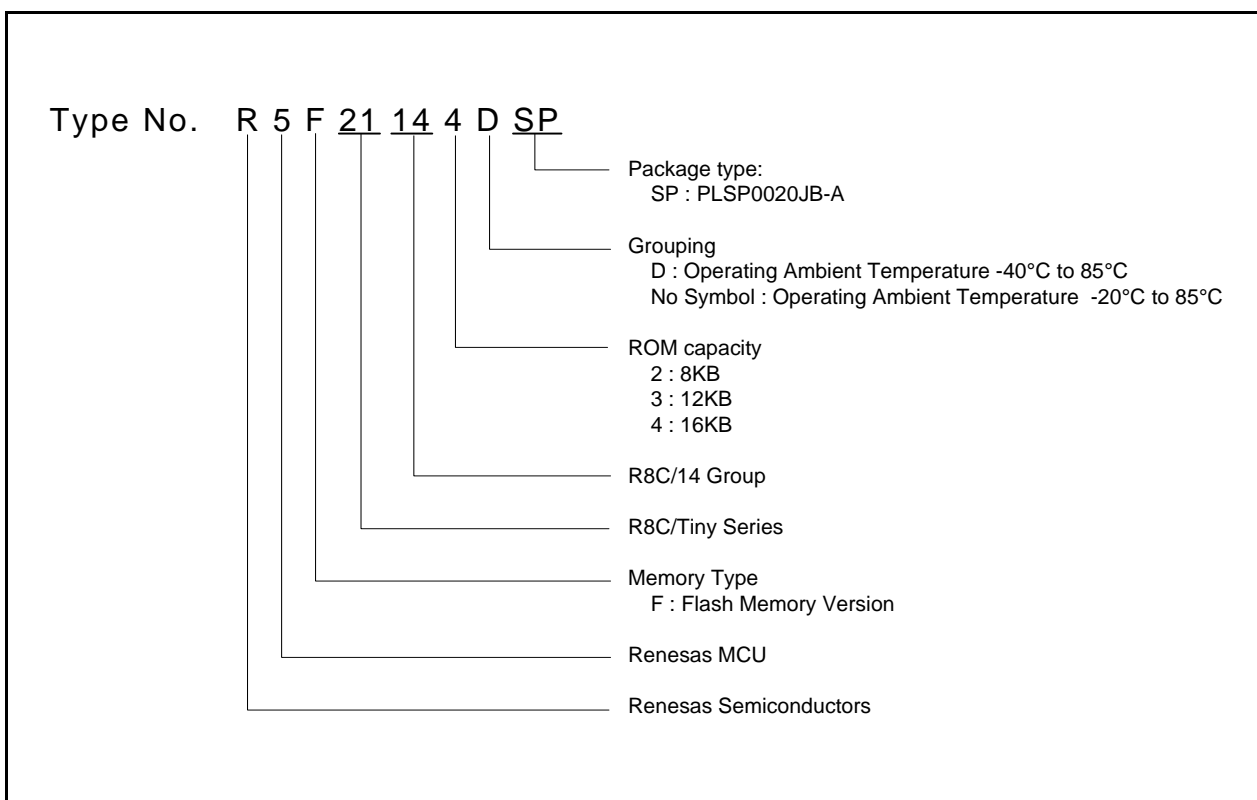 Type No. R 5 F 21 14 4 D SP
Package type:
SP : PLSP0020JB-A
Grouping
D : Operating Ambient Temperature -40°C to 85°C
No Symbol : Operating Ambient Temperature -20°C to 85°C
ROM capacity
2 : 8KB
3 : 12KB
4 : 16KB
R8C/14 Group
R8C/Tiny Series
Memory Type
F : Flash Memory Version
Renesas MCU
Renesas Semiconductors